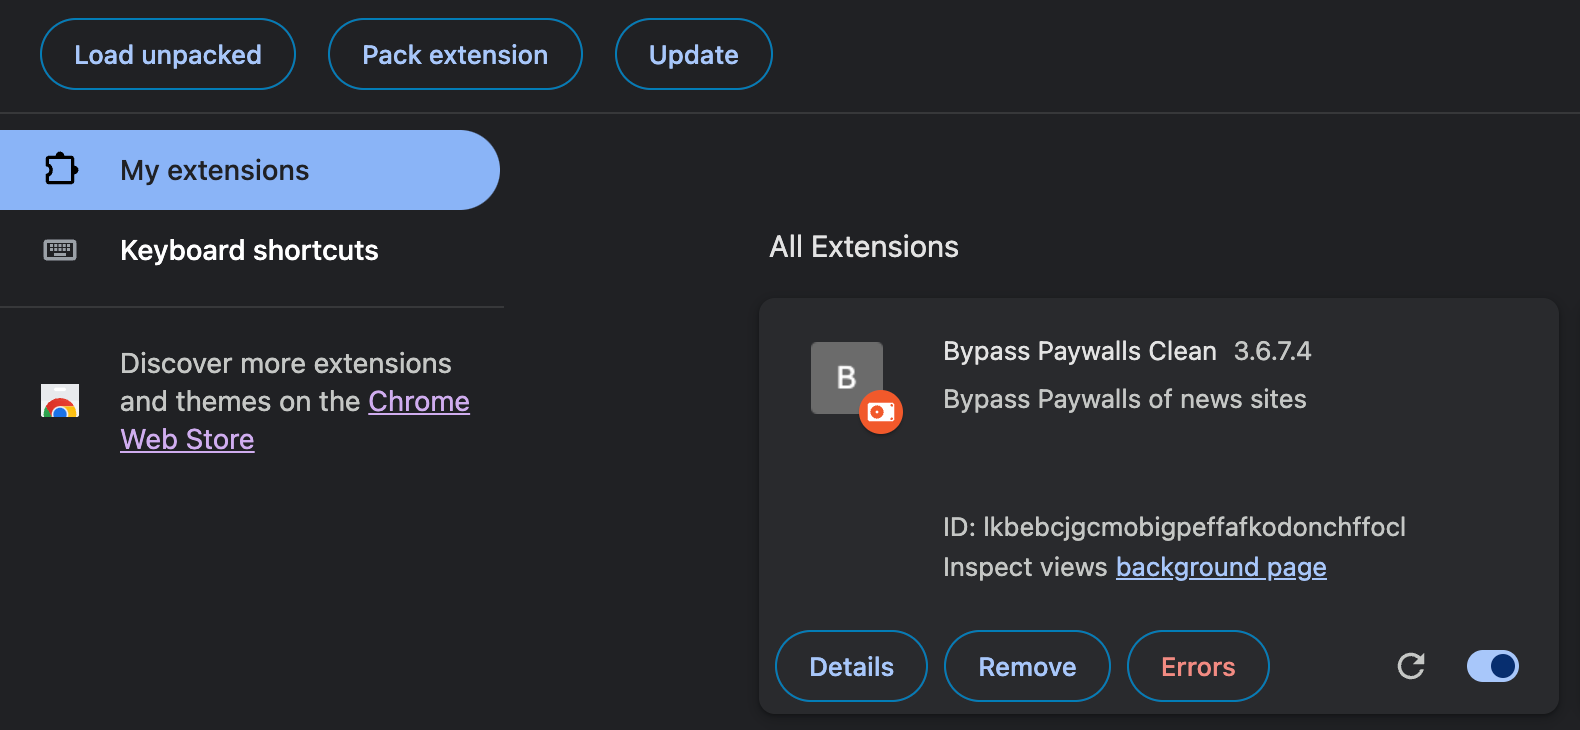 Load unpacked
Pack extension
Update
My extensions
Keyboard shortcuts
Discover more extensions
and themes on the Chrome
Web Store
All Extensions
B
Bypass Paywalls Clean 3.6.7.4
Bypass Paywalls of news sites
ID: lkbebcjgcmobigpeffafkodonchffocl
Inspect views background page
Details
Remove
Errors